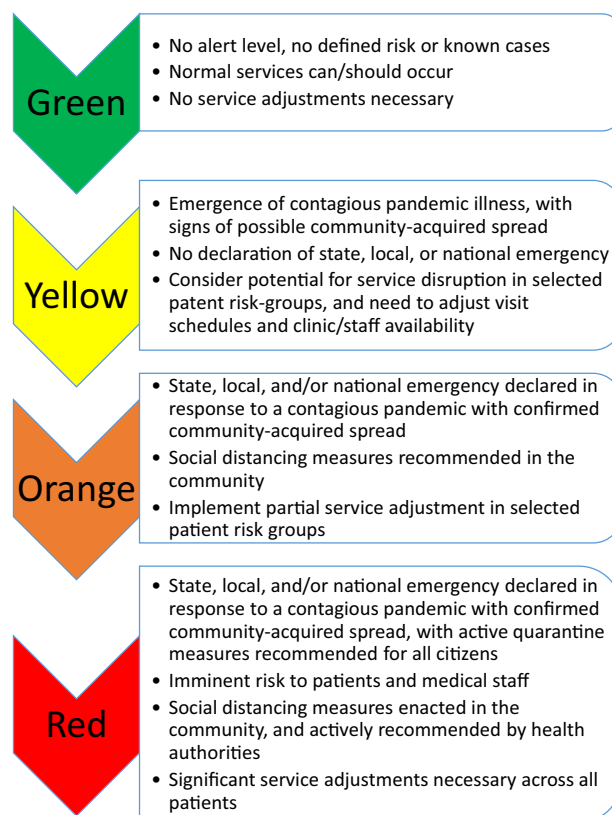 Green
• No alert level, no defined risk or known cases
• Normal services can/should occur
• No service adjustments necessary
Yellow
• Emergence of contagious pandemic illness, with
signs of possible community-acquired spread
• No declaration of state, local, or national emergency
• Consider potential for service disruption in selected
patent risk-groups, and need to adjust visit
schedules and clinic/staff availability
Orange
• State, local, and/or national emergency declared in
response to a contagious pandemic with confirmed
community-acquired spread
• Social distancing measures recommended in the
community
• Implement partial service adjustment in selected
patient risk groups
Red
• State, local, and/or national emergency declared in
response to a contagious pandemic with confirmed
community-acquired spread, with active quarantine
measures recommended for all citizens
• Imminent risk to patients and medical staff
• Social distancing measures enacted in the
community, and actively recommended by health
authorities
• Significant service adjustments necessary across all
patients